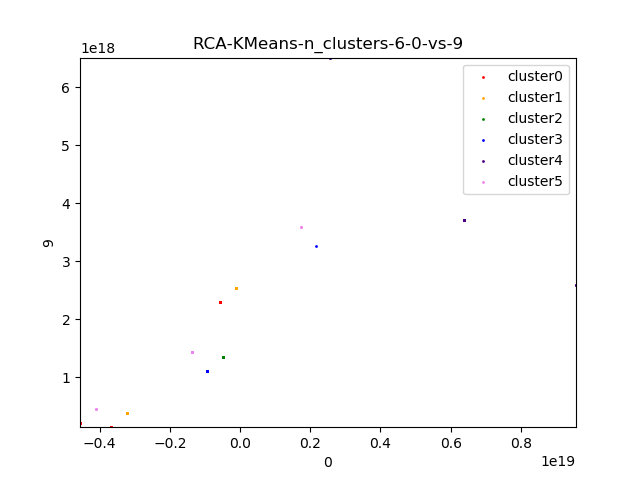 RCA-KMeans-n_clusters-6-0-vs-9
1e18
6
5
4
3
2
1
9
cluster0
cluster1
cluster2
cluster3
cluster4
cluster5
−0.4
−0.2
0.0
0.2
0.4
0.6
0.8
0
1e19